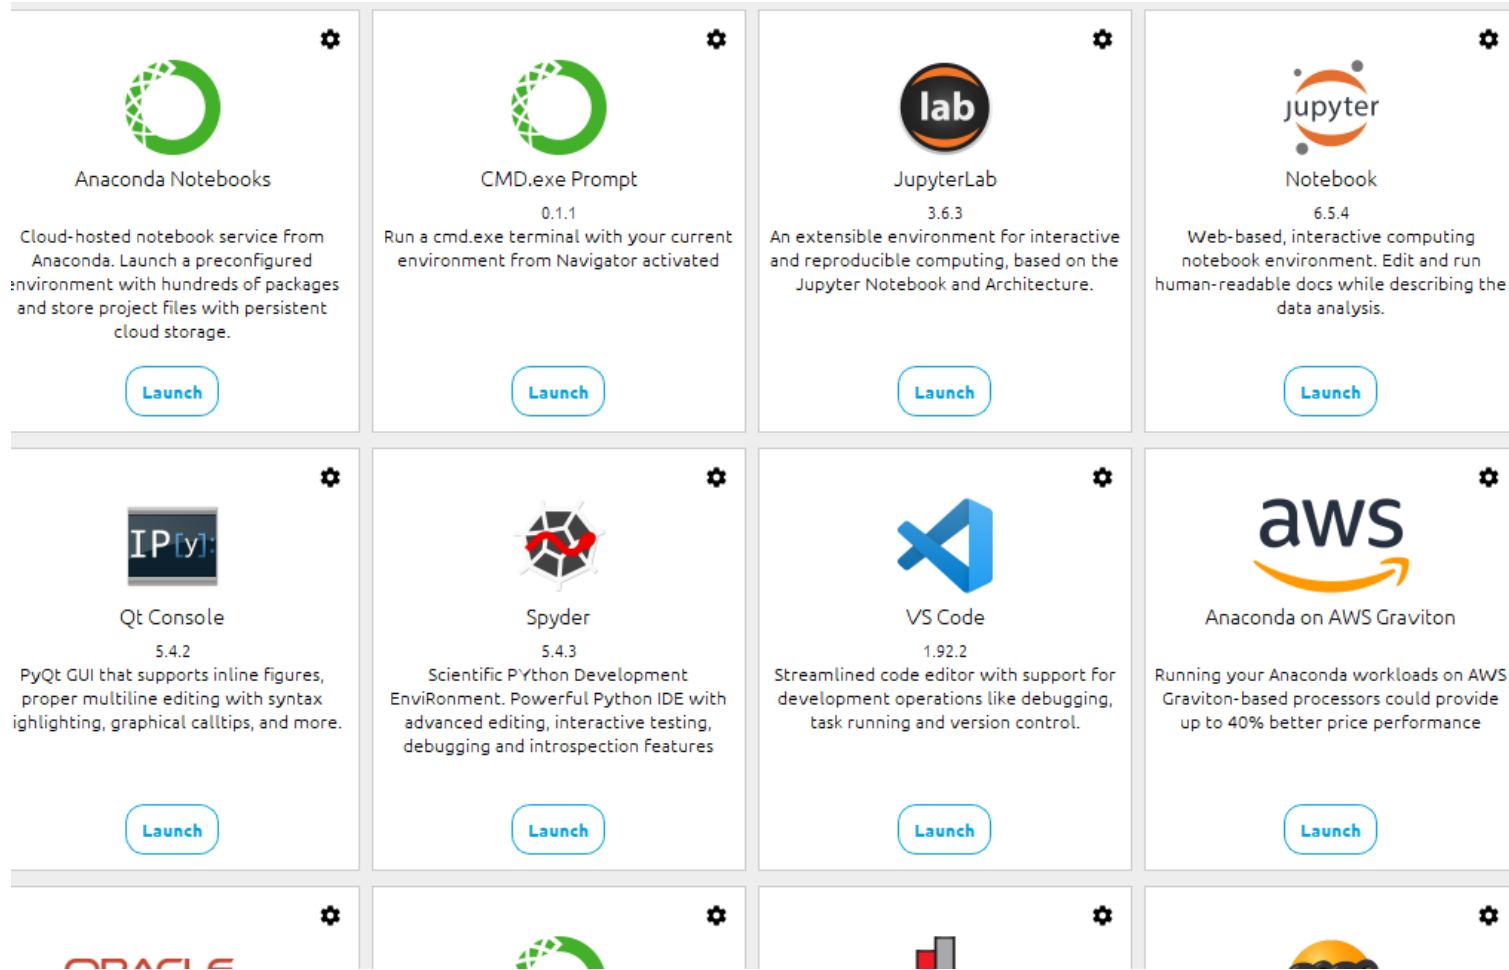 Anaconda Notebooks
Cloud-hosted notebook service from
Anaconda. Launch a preconfigured
environment with hundreds of packages
and store project files with persistent
cloud storage.
Launch
CMD.exe Prompt
0.1.1
Run a cmd.exe terminal with your current
environment from Navigator activated
Launch
lab
JupyterLab
3.6.3
An extensible environment for interactive
and reproducible computing, based on the
Jupyter Notebook and Architecture.
Launch
jupyter
Notebook
6.5.4
Web-based, interactive computing
notebook environment. Edit and run
human-readable docs while describing the
data analysis.
Launch
IP[y]:
Qt Console
5.4.2
PyQt GUI that supports inline figures,
proper multiline editing with syntax
ighlighting, graphical calltips, and more.
Launch
Spyder
5.4.3
Scientific PYthon Development
EnviRonment. Powerful Python IDE with
advanced editing, interactive testing,
debugging and introspection features
Launch
VS Code
1.92.2
Streamlined code editor with support for
development operations like debugging,
task running and version control.
Launch
aws
Anaconda on AWS Graviton
Running your Anaconda workloads on AWS
Graviton-based processors could provide
up to 40% better price performance
Launch
ORACLE